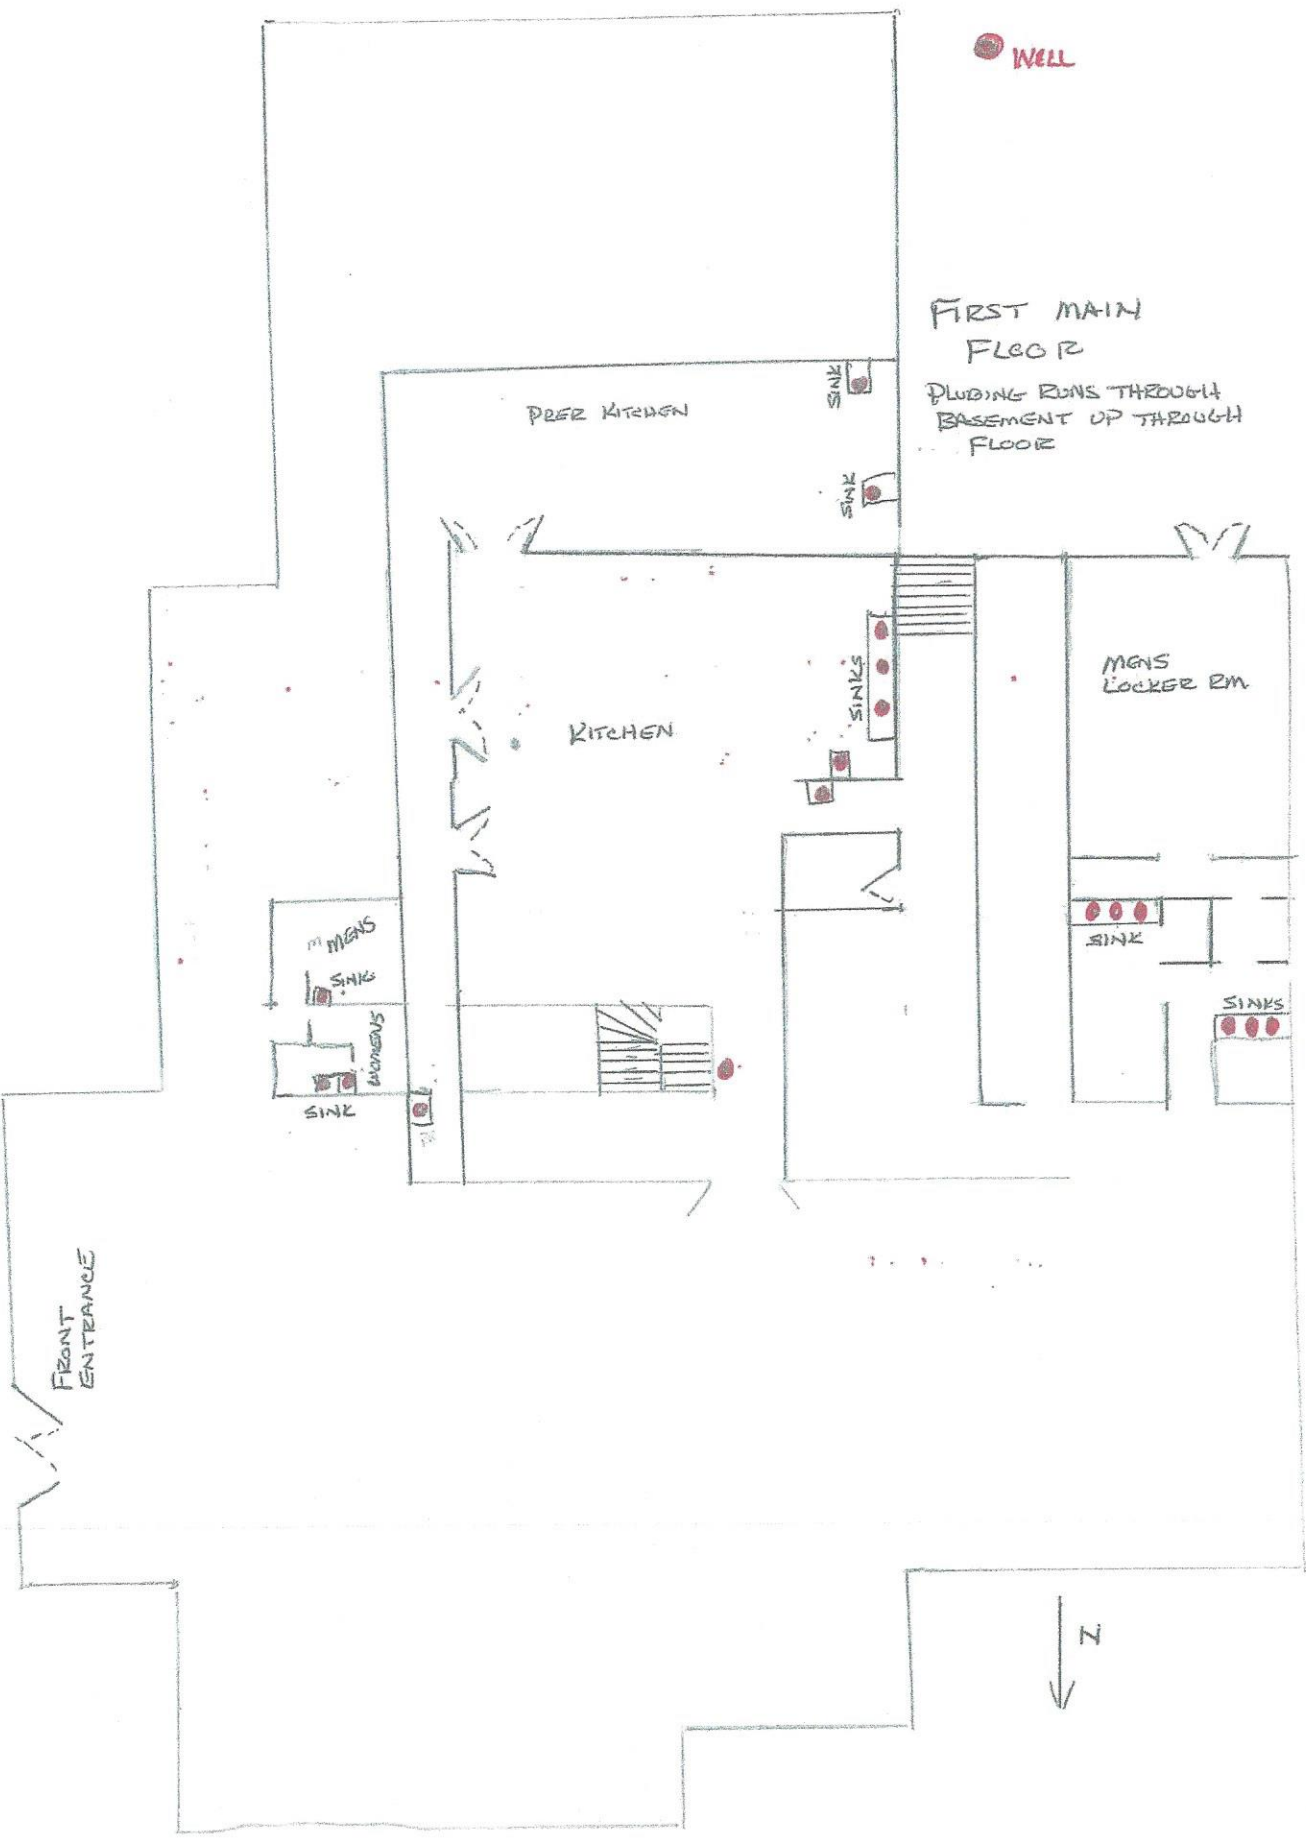 WELL
FIRST MAIN
FLOOR
PLUBING RUNS THROUGH
BASEMENT UP THROUGH
FLOOR
SINK
PREP KITCHEN
SINK
MENS
LOCKER RM
SINKS
KITCHEN
MENS
SINK
SINK
WOMENS
SINKS
SINK
FRONT
ENTRANCE
N